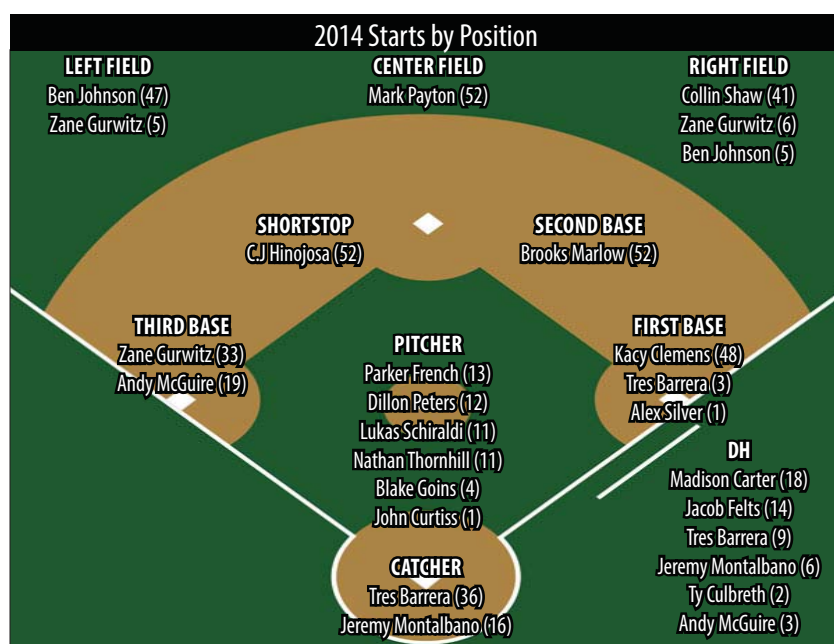 2014 Starts by Position
LEFT FIELD
Ben Johnson (47)
Zane Gurwitz (5)
CENTER FIELD
Mark Payton (52)
RIGHT FIELD
Collin Shaw (41)
Zane Gurwitz (6)
Ben Johnson (5)
SHORTSTOP
C.J Hinojosa (52)
SECOND BASE
Brooks Marlow (52)
THIRD BASE
Zane Gurwitz (33)
Andy McGuire (19)
PITCHER
Parker French (13)
Dillon Peters (12)
Lukas Schiraldi (11)
Nathan Thornhill (11)
Blake Goins (4)
John Curtiss (1)
FIRST BASE
Kacy Clemens (48)
Tres Barrera (3)
Alex Silver (1)
DH
Madison Carter (18)
Jacob Felts (14)
Tres Barrera (9)
Jeremy Montalbano (6)
Ty Culbreth (2)
Andy McGuire (3)
CATCHER
Tres Barrera (36)
Jeremy Montalbano (16)